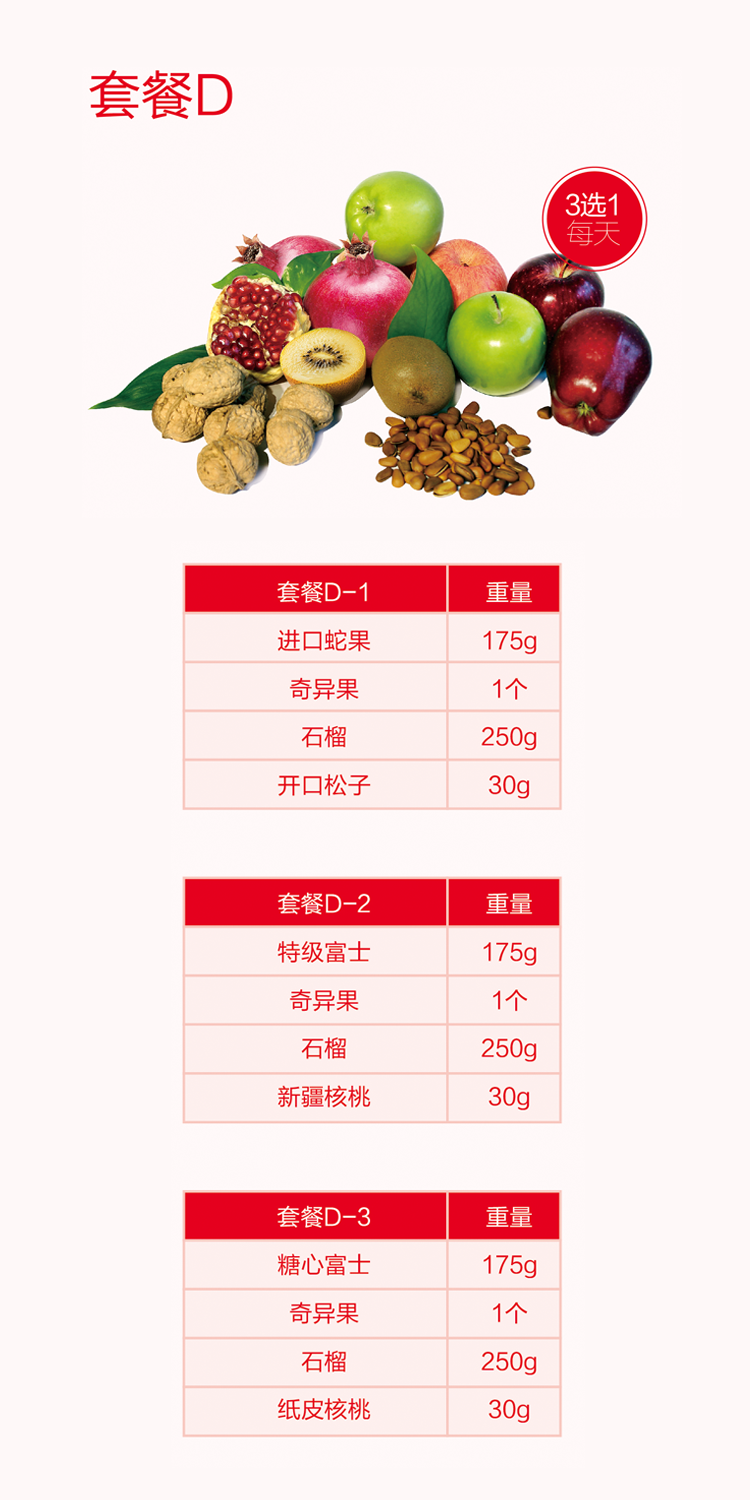 套餐D
3选1
每天
套餐D-1 重量
进口蛇果 175g
奇异果 1个
石榴 250g
开口松子 30g
套餐D-2 重量
特级富士 175g
奇异果 1个
石榴 250g
新疆核桃 30g
套餐D-3 重量
糖心富士 175g
奇异果 1个
石榴 250g
纸皮核桃 30g